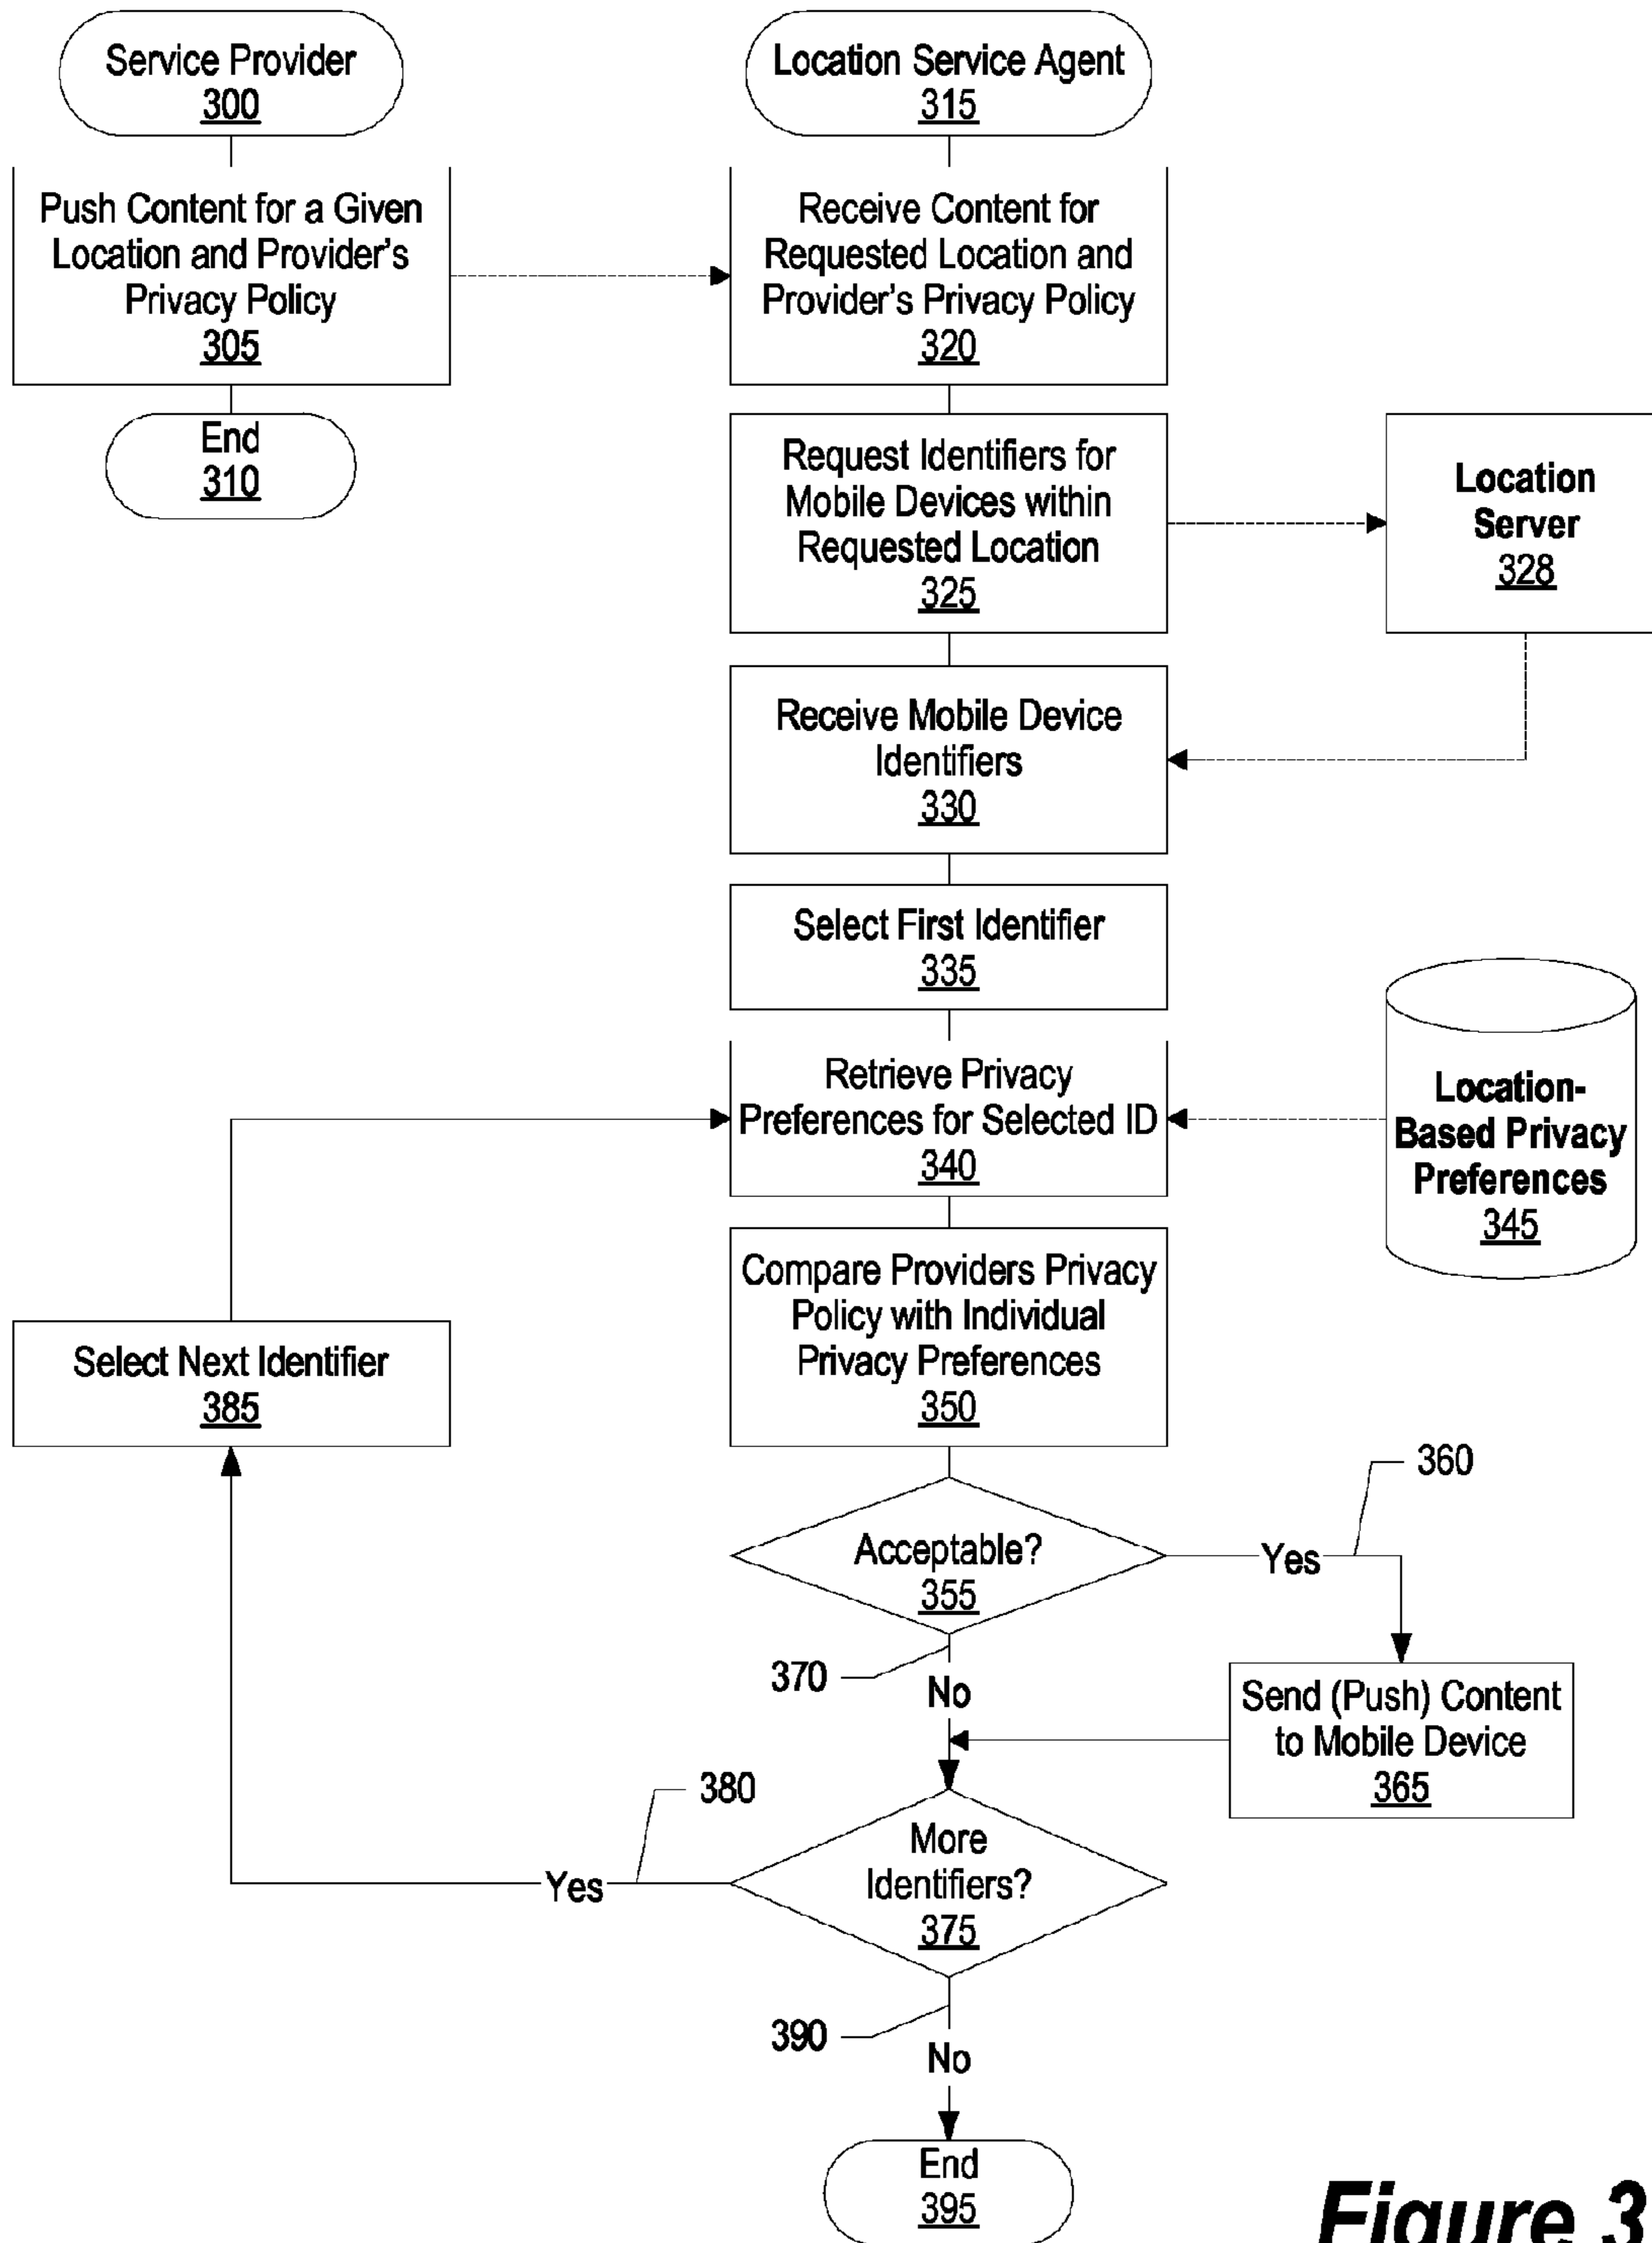 Service Provider
300
Location Service Agent
315
Push Content for a Given
Location and Provider's
Privacy Policy
305
Receive Content for
Requested Location and
Provider's Privacy Policy
320
End
310
Request Identifiers for
Mobile Devices within
Requested Location
325
Location
Server
328
Receive Mobile Device
Identifiers
330
Select First Identifier
335
Retrieve Privacy
Preferences for Selected ID
340
Location-
Based Privacy
Preferences
345
Compare Providers Privacy
Policy with Individual
Privacy Preferences
350
Select Next Identifier
385
360
Acceptable?
355
Yes
370
No
Send (Push) Content
to Mobile Device
365
380
More
Identifiers?
375
Yes
390
No
End
395
Figure 3